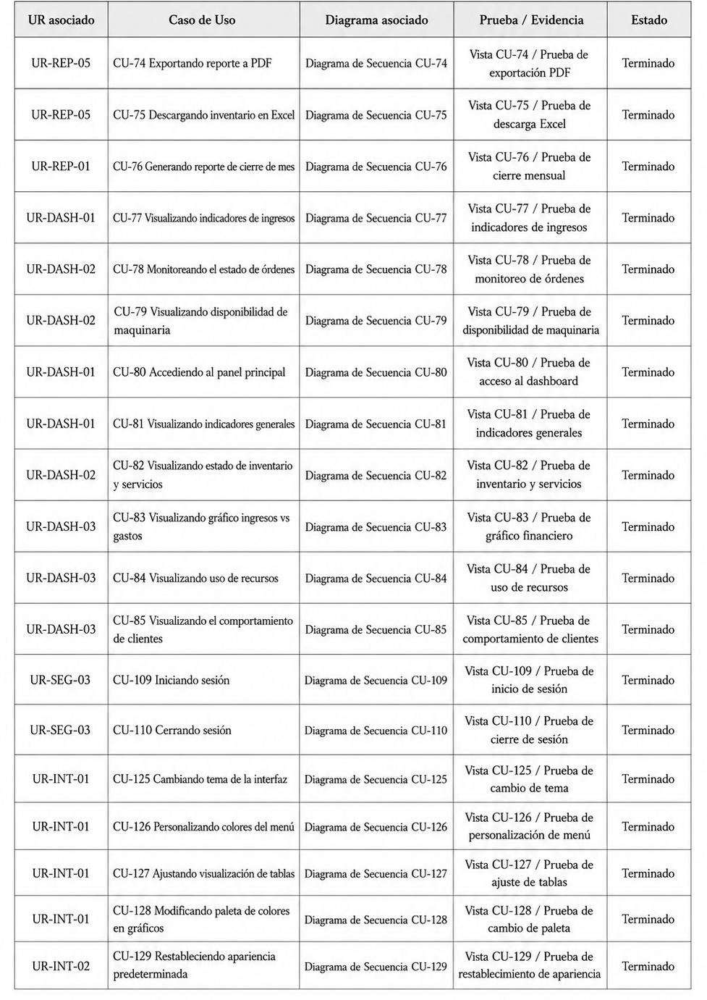 UR asociado Caso de Uso Diagrama asociado Prueba / Evidencia Estado
UR-REP-05 CU-74 Exportando reporte a PDF Diagrama de Secuencia CU-74 Vista CU-74 / Prueba de
exportación PDF Terminado
UR-REP-05 CU-75 Descargando inventario en Excel Diagrama de Secuencia CU-75 Vista CU-75 / Prueba de
descarga Excel Terminado
UR-REP-01 CU-76 Generando reporte de cierre de mes Diagrama de Secuencia CU-76 Vista CU-76 / Prueba de
cierre mensual Terminado
UR-DASH-01 CU-77 Visualizando indicadores de ingresos Diagrama de Secuencia CU-77 Vista CU-77 / Prueba de
indicadores de ingresos Terminado
UR-DASH-02 CU-78 Monitoreando el estado de órdenes Diagrama de Secuencia CU-78 Vista CU-78 / Prueba de
monitoreo de órdenes Terminado
UR-DASH-02 CU-79 Visualizando disponibilidad de
maquinaria Diagrama de Secuencia CU-79 Vista CU-79 / Prueba de
disponibilidad de maquinaria Terminado
UR-DASH-01 CU-80 Accediendo al panel principal Diagrama de Secuencia CU-80 Vista CU-80 / Prueba de
acceso al dashboard Terminado
UR-DASH-01 CU-81 Visualizando indicadores generales Diagrama de Secuencia CU-81 Vista CU-81 / Prueba de
indicadores generales Terminado
UR-DASH-02 CU-82 Visualizando estado de inventario
y servicios Diagrama de Secuencia CU-82 Vista CU-82 / Prueba de
inventario y servicios Terminado
UR-DASH-03 CU-83 Visualizando gráfico ingresos vs
gastos Diagrama de Secuencia CU-83 Vista CU-83 / Prueba de
gráfico financiero Terminado
UR-DASH-03 CU-84 Visualizando uso de recursos Diagrama de Secuencia CU-84 Vista CU-84 / Prueba de
uso de recursos Terminado
UR-DASH-03 CU-85 Visualizando el comportamiento
de clientes Diagrama de Secuencia CU-85 Vista CU-85 / Prueba de
comportamiento de clientes Terminado
UR-SEG-03 CU-109 Iniciando sesión Diagrama de Secuencia CU-109 Vista CU-109 / Prueba de
inicio de sesión Terminado
UR-SEG-03 CU-110 Cerrando sesión Diagrama de Secuencia CU-110 Vista CU-110 / Prueba de
cierre de sesión Terminado
UR-INT-01 CU-125 Cambiando tema de la interfaz Diagrama de Secuencia CU-125 Vista CU-125 / Prueba de
cambio de tema Terminado
UR-INT-01 CU-126 Personalizando colores del menú Diagrama de Secuencia CU-126 Vista CU-126 / Prueba de
personalización de menú Terminado
UR-INT-01 CU-127 Ajustando visualización de tablas Diagrama de Secuencia CU-127 Vista CU-127 / Prueba de
ajuste de tablas Terminado
UR-INT-01 CU-128 Modificando paleta de colores
en gráficos Diagrama de Secuencia CU-128 Vista CU-128 / Prueba de
cambio de paleta Terminado
UR-INT-02 CU-129 Restableciendo apariencia
predeterminada Diagrama de Secuencia CU-129 Vista CU-129 / Prueba de
restablecimiento de apariencia Terminado